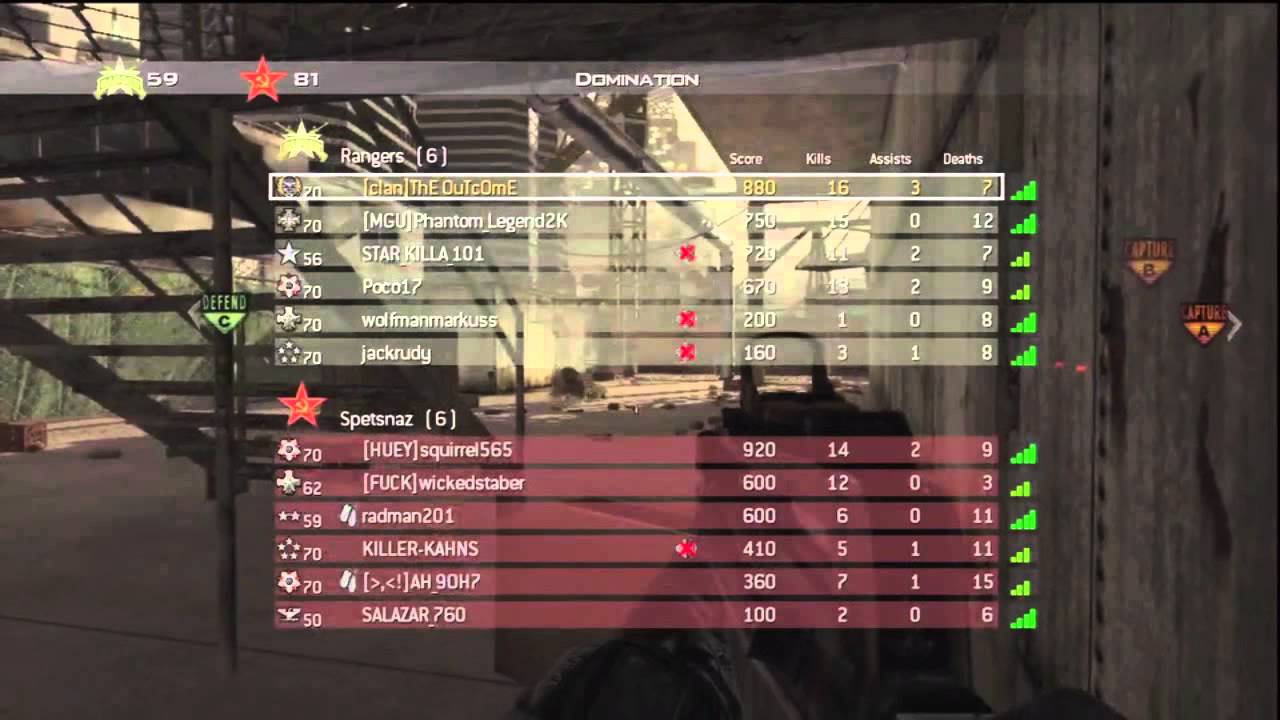 59 81 Domination
Rangers (6) Score Kills Assists Deaths
70 [clan]ThE OuTcOmE 880 16 3 7
70 [MGU]Phantom_Legend2K 750 15 0 12
56 STAR_KILLA_101 720 11 2 7
70 Poco17 670 13 2 9
70 wolfmanmarkuss 200 1 0 8
70 jackrudy 160 3 1 8
DEFEND
C
CAPTURE
B
CAPTURE
A
Spetsnaz (6)
70 [HUEY]squirrel565 920 14 2 9
62 [FUCK]wickedstaber 600 12 0 3
59 radman201 600 6 0 11
70 KILLER-KAHNS 410 5 1 11
70 [>,<!]AH_90H? 360 7 1 15
50 SALAZAR_760 100 2 0 6